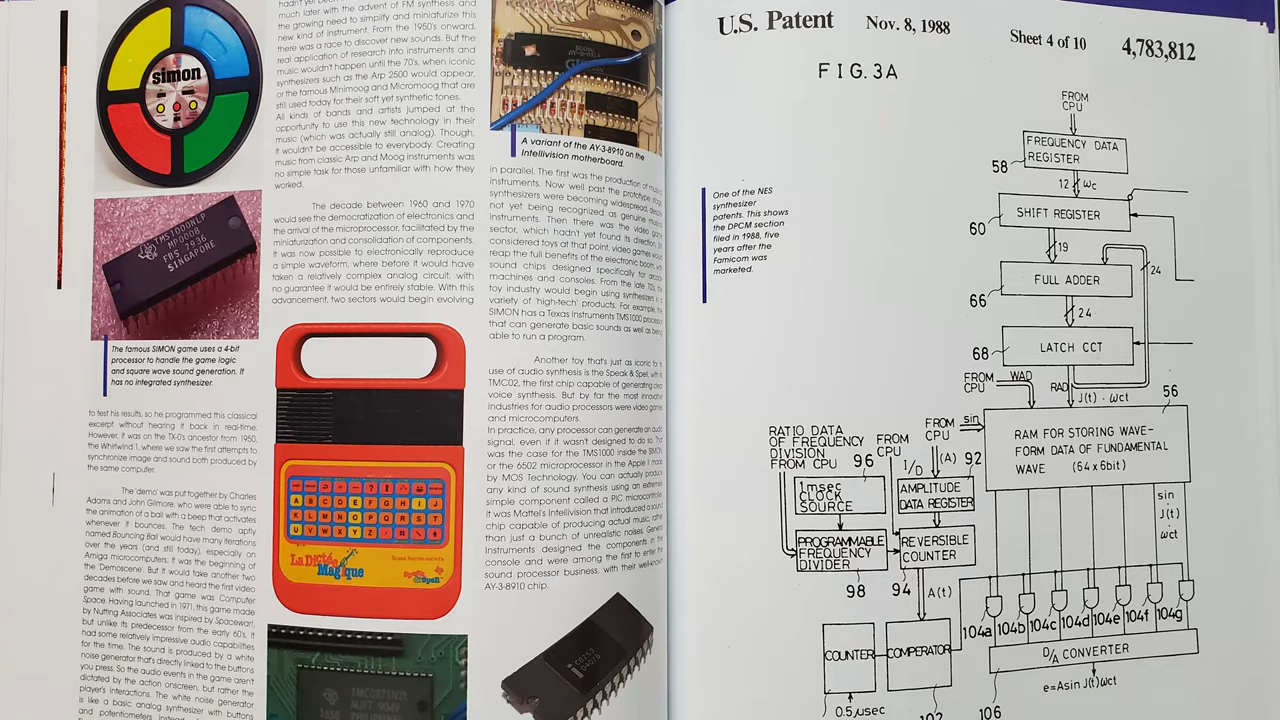 hadn't yet
much later with the advent of FM synthesis and
the growing need to simplify and miniaturize this
new kind of instrument. From the 1950's onward,
there was a race to discover new sounds. But the
real application of research into instruments and
music wouldn't happen until the 70's, when iconic
synthesizers such as the Arp 2500 would appear,
or the famous Minimoog and Micromoog that are
still used today for their soft yet synthetic tones.
All kinds of bands and artists jumped at the
opportunity to use this new technology in their
music (which was actually still analog). Though,
it wouldn't be accessible to everybody. Creating
music from classic Arp and Moog instruments was
no simple task for those unfamiliar with how they
worked.
The decade between 1960 and 1970
would see the democratization of electronics and
the arrival of the microprocessor, facilitated by the
miniaturization and consolidation of components.
It was now possible to electronically reproduce
a simple waveform, where before it would have
taken a relatively complex analog circuit, with
no guarantee it would be entirely stable. With this
advancement, two sectors would begin evolving
simon
TMS1000NLP
MP0008
FBS 7936
SINGAPORE
The famous SIMON game uses a 4-bit
processor to handle the game logic
and square wave sound generation. It
has no integrated synthesizer.
to test his results, so he programmed this classical
excerpt without hearing it back in real-time.
However, it was on the TX-0's ancestor from 1950,
the Whirlwind 1, where we saw the first attempts to
synchronize image and sound both produced by
the same computer.
The 'demo' was put together by Charles
Adams and John Gilmore, who were able to sync
the animation of a ball with a beep that activates
whenever it bounces. The tech demo aptly
named Bouncing Ball would have many iterations
over the years (and still today), especially on
Amiga microcomputers. It was the beginning of
the 'Demoscene'. But it would take another two
decades before we saw and heard the first video
game with sound. That game was Computer
Space. Having launched in 1971, this game made
by Nutting Associates was inspired by Spacewar!,
but unlike its predecessor from the early 60's, it
had some relatively impressive audio capabilities
for the time. The sound is produced by a white
noise generator that's directly linked to the buttons
you press. So the audio events in the game aren't
dictated by the action onscreen, but rather the
player's interactions. The white noise generator
is like a basic analog synthesizer with buttons
and potentiometers instead
La Dictée
Magique
Texas Instruments
Speak & Spell
A variant of the AY-3-8910 on the
Intellivision motherboard.
in parallel. The first was the production of music
instruments. Now well past the prototype stage,
synthesizers were becoming widespread, despite
not yet being recognized as genuine musical
instruments. Then there was the video game
sector, which hadn't yet found its direction. Still
considered toys at that point, video games would
reap the full benefits of the electronic boom, with
sound chips designed specifically for arcade
machines and consoles. From the late 70's, the
toy industry would begin using synthesizers in a
variety of 'high-tech' products. For example, the
SIMON has a Texas Instruments TMS1000 processor
that can generate basic sounds as well as being
able to run a program.
Another toy that's just as iconic for its
use of audio synthesis is the Speak & Spell, with its
TMC02, the first chip capable of generating clear
voice synthesis. But by far the most innovative
industries for audio processors were video games
and microcomputers.
In practice, any processor can generate an audio
signal, even if it wasn't designed to do so. That
was the case for the TMS1000 inside the SIMON
or the 6502 microprocessor in the Apple II made
by MOS Technology. You can actually produce
any kind of sound synthesis using an extremely
simple component called a PIC microcontroller.
It was Mattel's Intellivision that introduced a sound
chip capable of producing actual music, rather
than just a bunch of unrealistic noises. General
Instruments designed the components in the
console and were among the first to enter the
sound processor business, with their well-known
AY-3-8910 chip.
U.S. Patent Nov. 8, 1988 Sheet 4 of 10 4,783,812
FIG. 3A
One of the NES
synthesizer
patents. This shows
the DPCM section
filed in 1988, five
years after the
Famicom was
marketed.
FROM
CPU
FREQUENCY DATA
REGISTER
58
12 ωc
SHIFT REGISTER
60
19
24
FULL ADDER
66
24
LATCH CCT
68
FROM
CPU
WAD
RAD
J(t) · ωct
56
RAM FOR STORING WAVE-
FORM DATA OF FUNDAMENTAL
WAVE (64 x 6bit)
FROM
CPU
sin
RATIO DATA
OF FREQUENCY
DIVISION
FROM CPU
FROM
CPU
I/D
(A)
92
96
1msec
CLOCK
SOURCE
94
AMPLITUDE
DATA REGISTER
PROGRAMMABLE
FREQUENCY
DIVIDER
98
REVERSIBLE
COUNTER
94
A(t)
sin
J(t)
ωct
104a 104b 104c 104d 104e 104f 104g
COUNTER
COMPERATOR
D/A CONVERTER
e=Asin J(t)ωct
0.5μsec
102
106